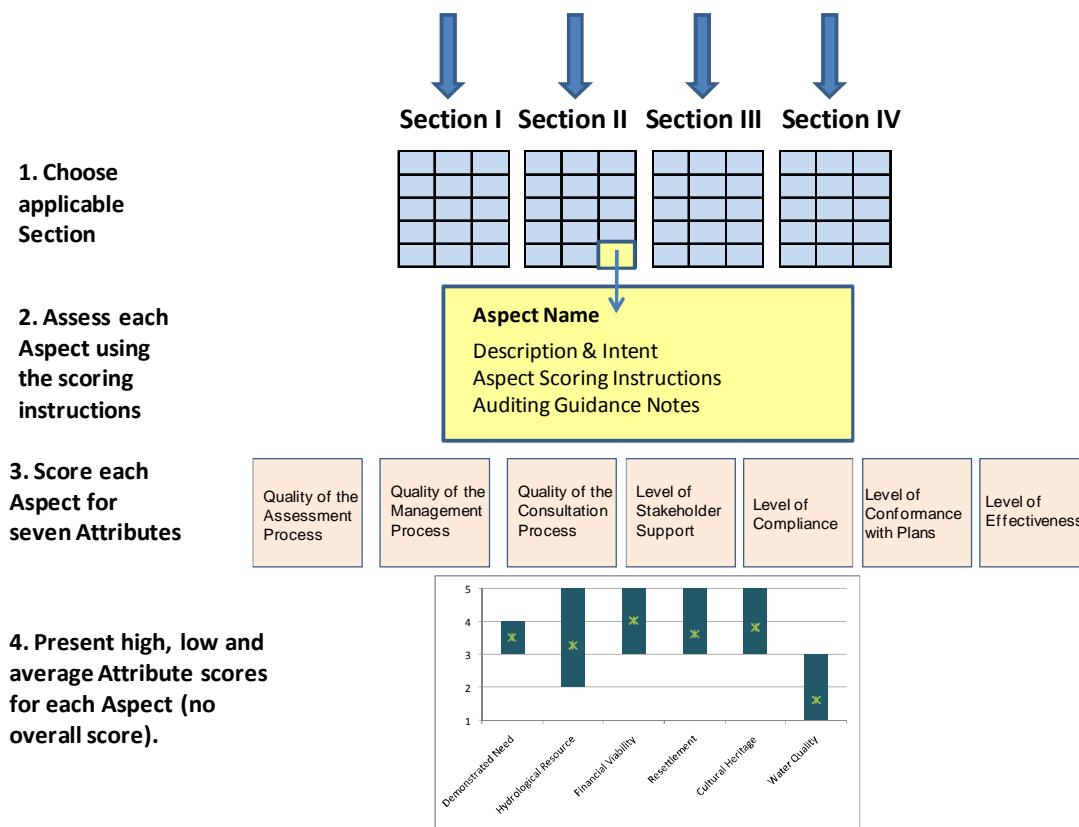 Section I Section II Section III Section IV
1. Choose
applicable
Section
2. Assess each
Aspect using
the scoring
instructions
Aspect Name
Description & Intent
Aspect Scoring Instructions
Auditing Guidance Notes
3. Score each
Aspect for
seven Attributes
Quality of the
Assessment
Process
Quality of the
Management
Process
Quality of the
Consultation
Process
Level of
Stakeholder
Support
Level of
Compliance
Level of
Conformance
with Plans
Level of
Effectiveness
4. Present high, low and
average Attribute scores
for each Aspect (no
overall score).
5
4
3
2
1
Demonstrated Need
Hydrological Resource
Financial Viability
Resettlement
Cultural Heritage
Water Quality